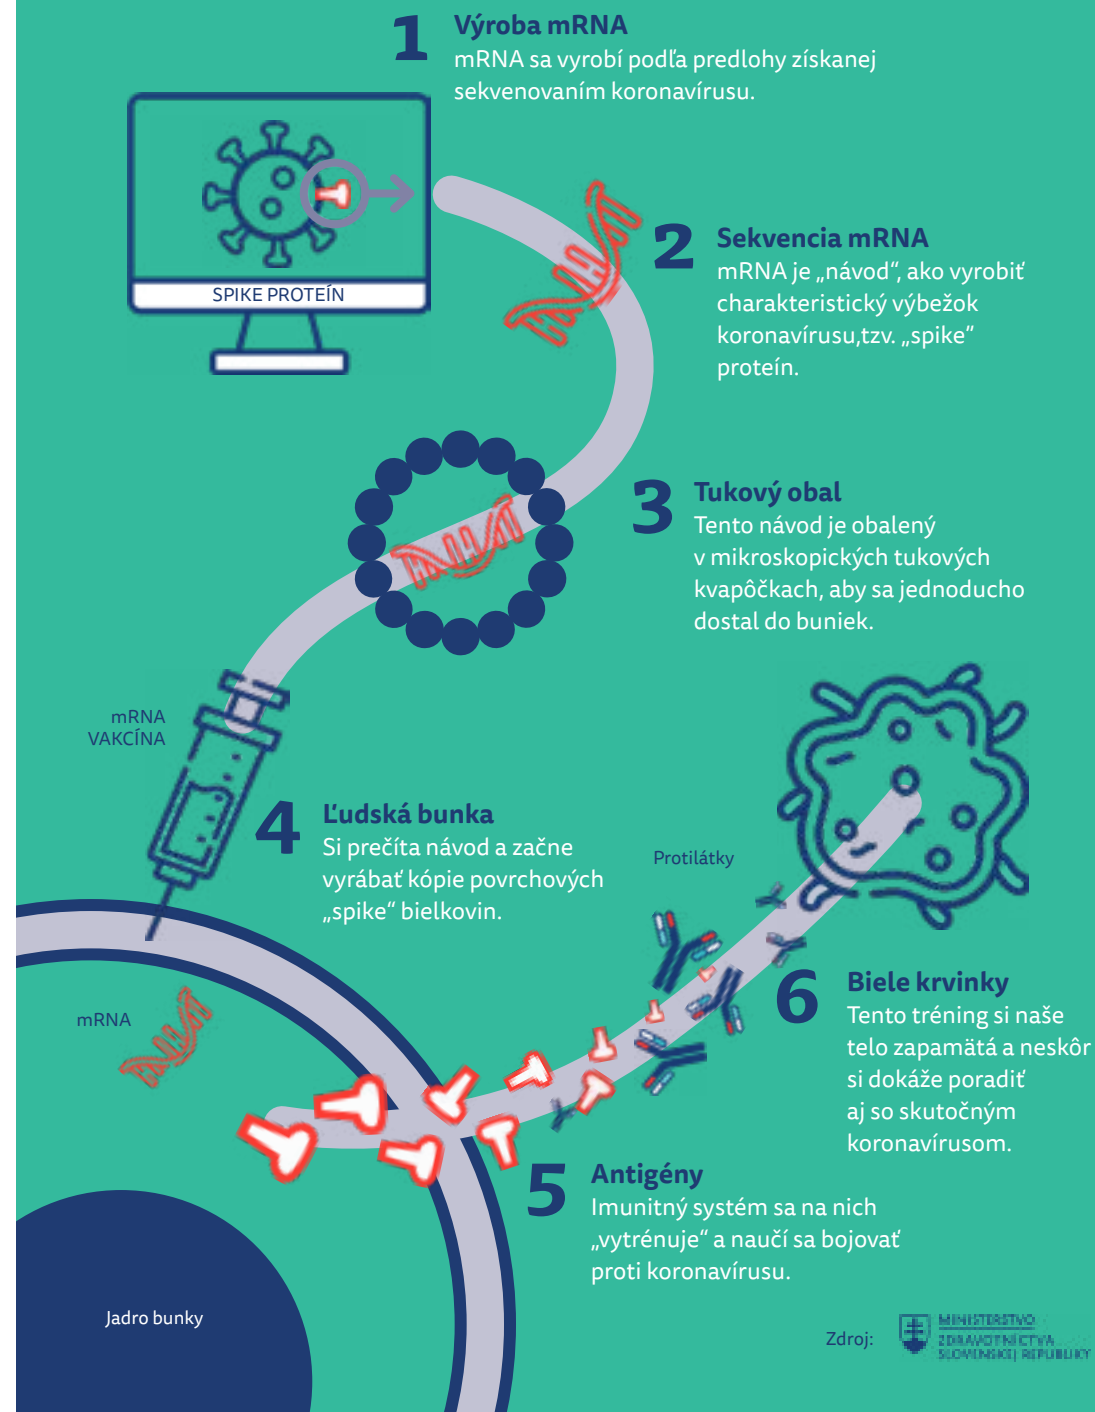 1
Výroba mRNA
mRNA sa vyrobí podľa predlohy získanej
sekvenovaním koronavírusu.
SPIKE PROTEÍN
2
Sekvencia mRNA
mRNA je „návod“, ako vyrobiť
charakteristický výbežok
koronavírusu,tzv. „spike”
proteín.
3
Tukový obal
Tento návod je obalený
v mikroskopických tukových
kvapôčkach, aby sa jednoducho
dostal do buniek.
mRNA
VAKCÍNA
4
Ľudská bunka
Si prečíta návod a začne
vyrábať kópie povrchových
„spike“ bielkovin.
Protilátky
mRNA
6
Biele krvinky
Tento tréning si naše
telo zapamätá a neskôr
si dokáže poradiť
aj so skutočným
koronavírusom.
5
Antigény
Imunitný systém sa na nich
„vytrénuje“ a naučí sa bojovať
proti koronavírusu.
Jadro bunky
Zdroj:
MINISTERSTVO
ZDRAVOTNÍCTVA
SLOVENSKEJ REPUBLIKY